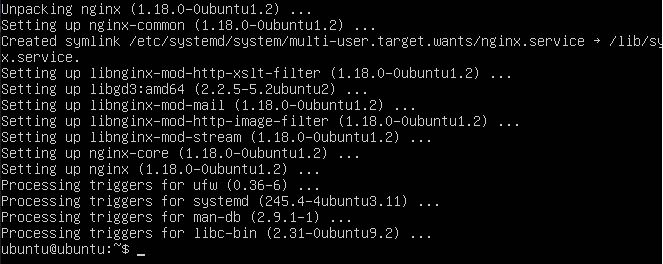 Unpacking nginx (1.18.0-0ubuntu1.2) ...
Setting up nginx-common (1.18.0-0ubuntu1.2) ...
Created symlink /etc/systemd/system/multi-user.target.wants/nginx.service → /lib/sy
x.service.
Setting up libnginx-mod-http-xslt-filter (1.18.0-0ubuntu1.2) ...
Setting up libgd3:amd64 (2.2.5-5.2ubuntu2) ...
Setting up libnginx-mod-mail (1.18.0-0ubuntu1.2) ...
Setting up libnginx-mod-http-image-filter (1.18.0-0ubuntu1.2) ...
Setting up libnginx-mod-stream (1.18.0-0ubuntu1.2) ...
Setting up nginx-core (1.18.0-0ubuntu1.2) ...
Setting up nginx (1.18.0-0ubuntu1.2) ...
Processing triggers for ufw (0.36-6) ...
Processing triggers for systemd (245.4-4ubuntu3.11) ...
Processing triggers for man-db (2.9.1-1) ...
Processing triggers for libc-bin (2.31-0ubuntu9.2) ...
ubuntu@ubuntu:~$ _